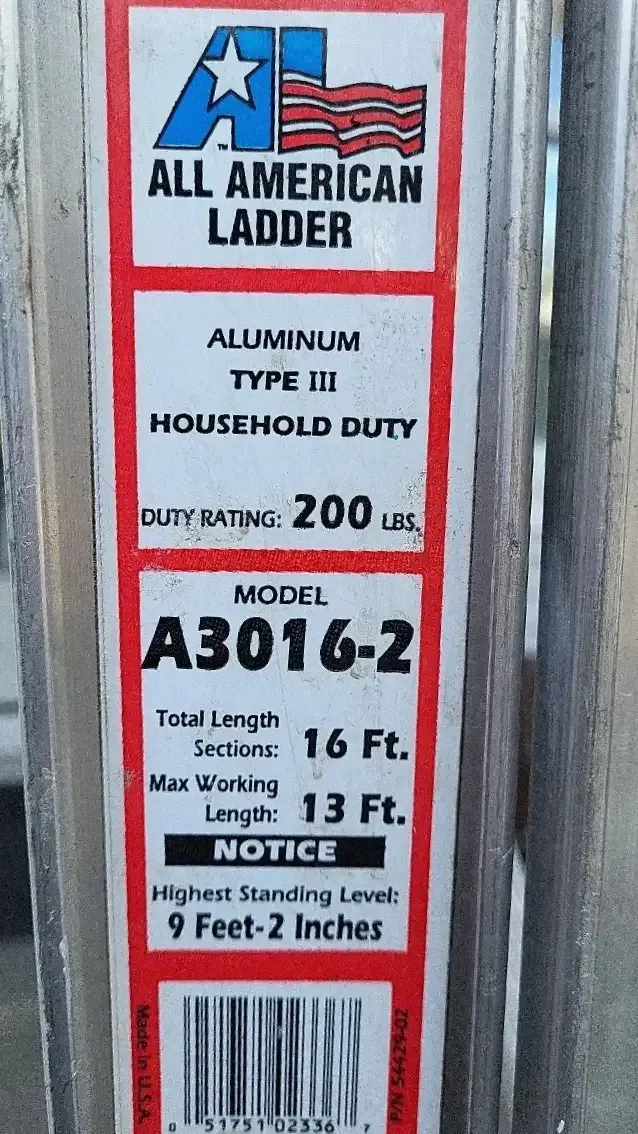 AL
TM
ALL AMERICAN
LADDER
ALUMINUM
TYPE III
HOUSEHOLD DUTY
DUTY RATING: 200 LBS.
MODEL
A3016-2
Total Length
Sections: 16 Ft.
Max Working
Length: 13 Ft.
NOTICE
Highest Standing Level:
9 Feet-2 Inches
Made in U.S.A.
P/N 54429-02
0 51751 02336 7